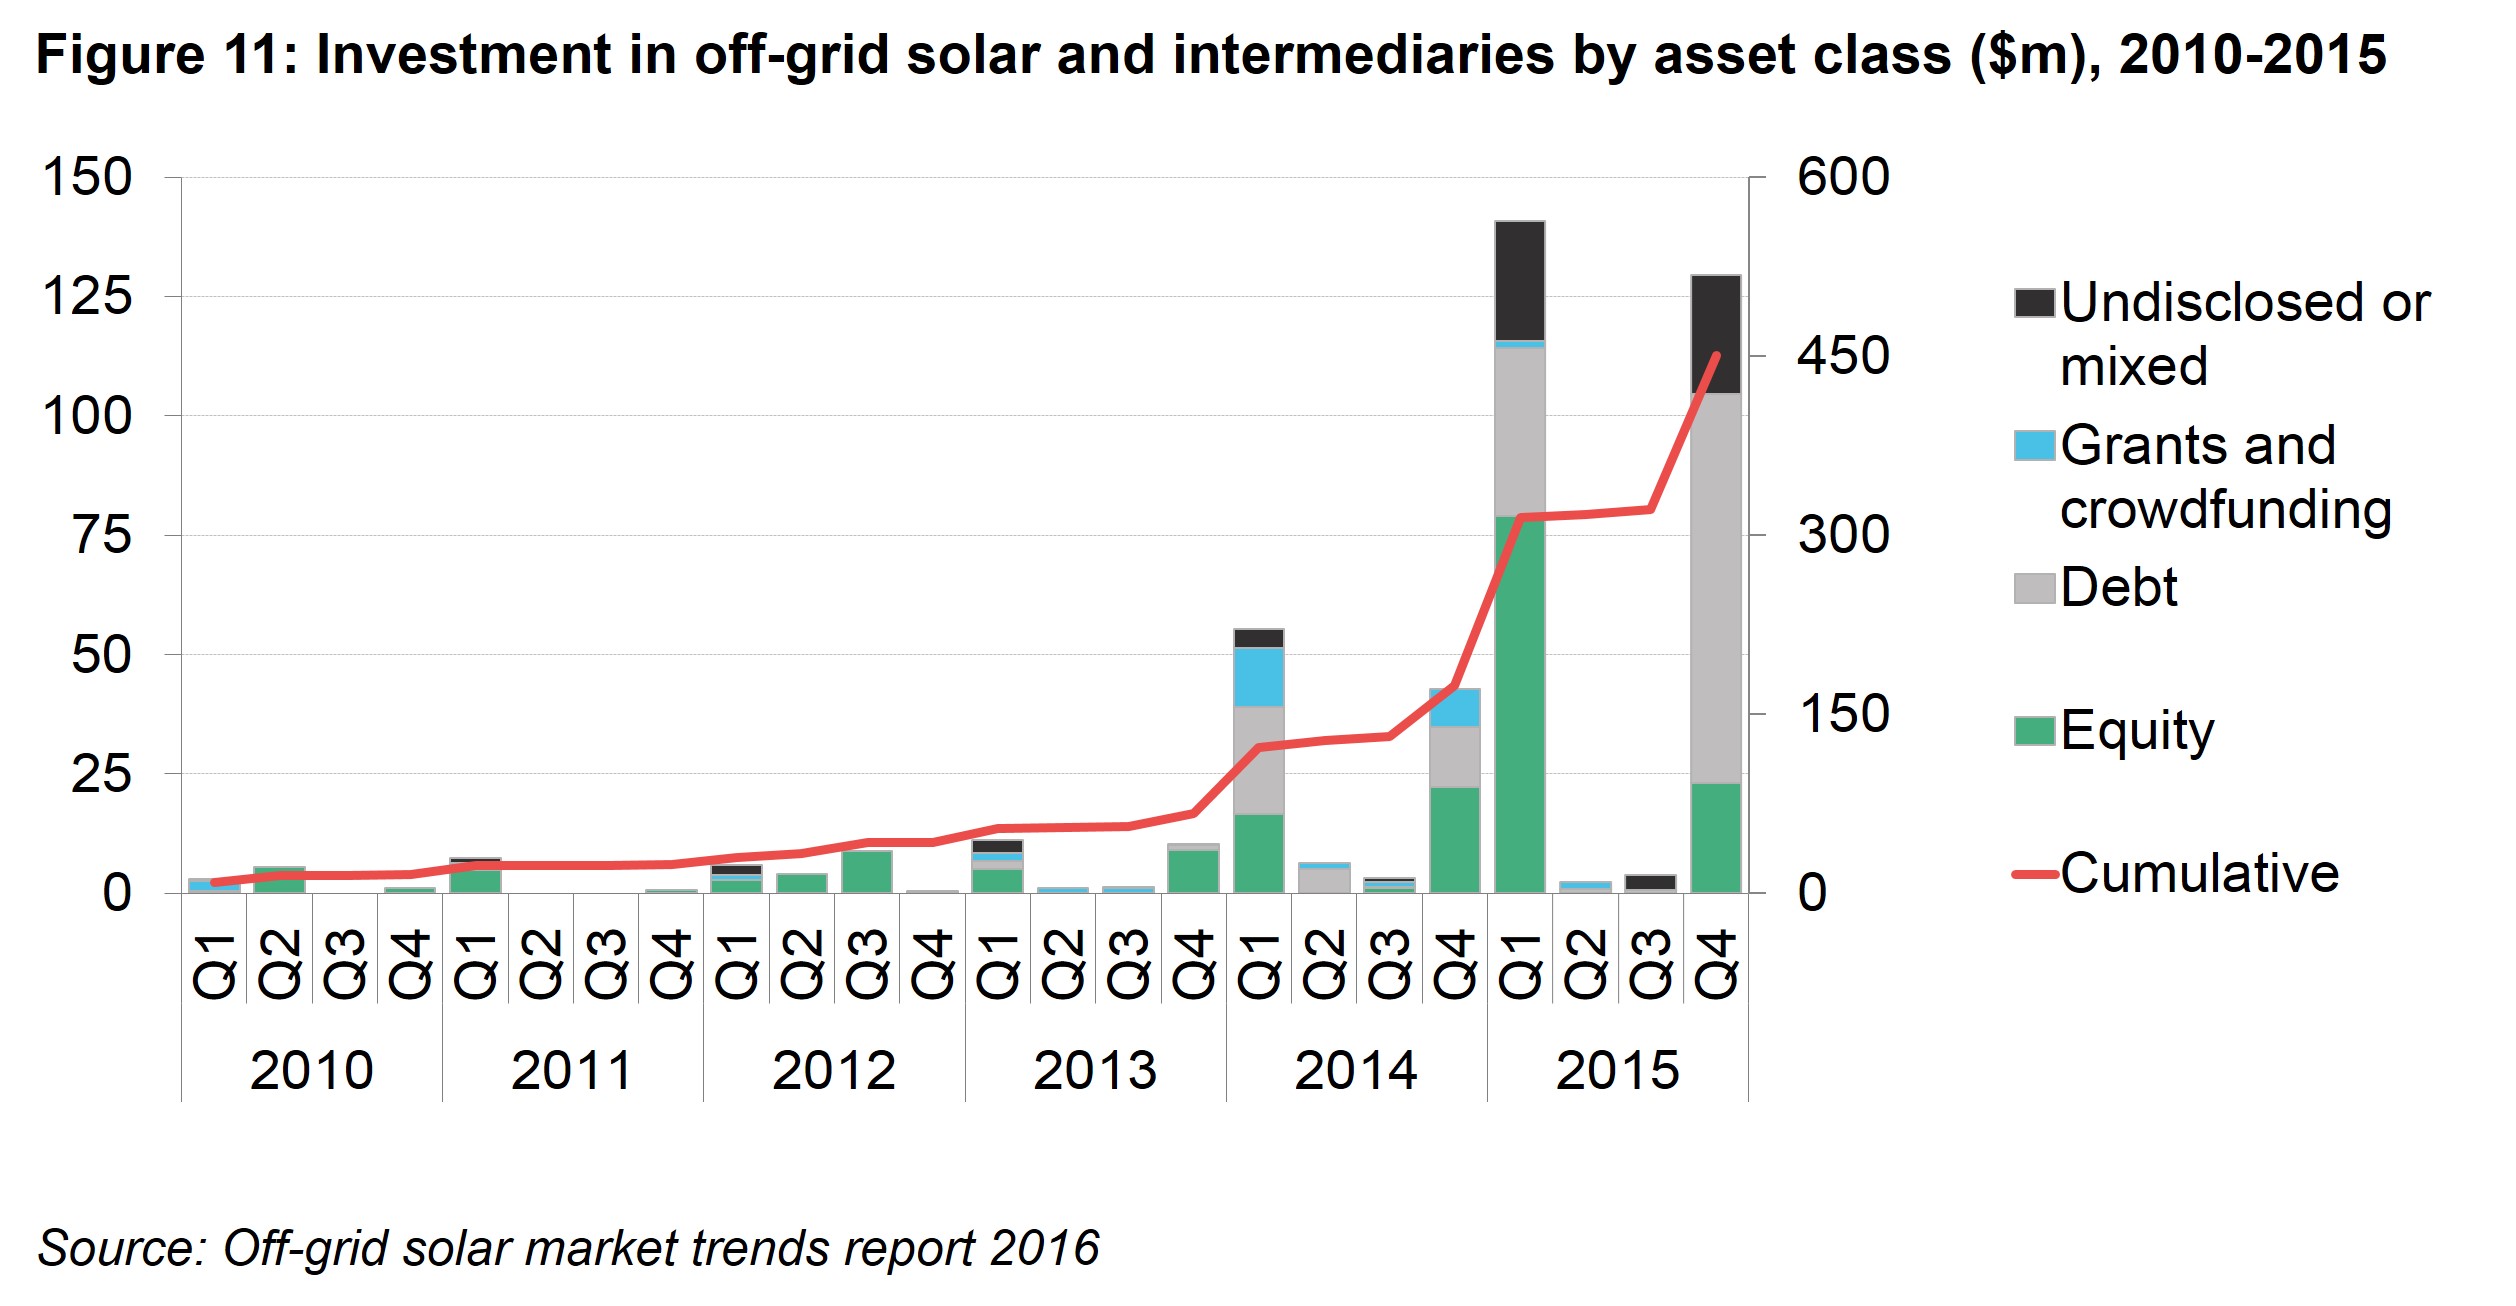 Figure 11: Investment in off-grid solar and intermediaries by asset class ($m), 2010-2015
150
125
100
75
50
25
0
600
450
300
150
0
Undisclosed or
mixed
Grants and
crowdfunding
Debt
Equity
Cumulative
Q1 Q2 Q3 Q4 Q1 Q2 Q3 Q4 Q1 Q2 Q3 Q4 Q1 Q2 Q3 Q4 Q1 Q2 Q3 Q4 Q1 Q2 Q3 Q4
2010 2011 2012 2013 2014 2015
Source: Off-grid solar market trends report 2016